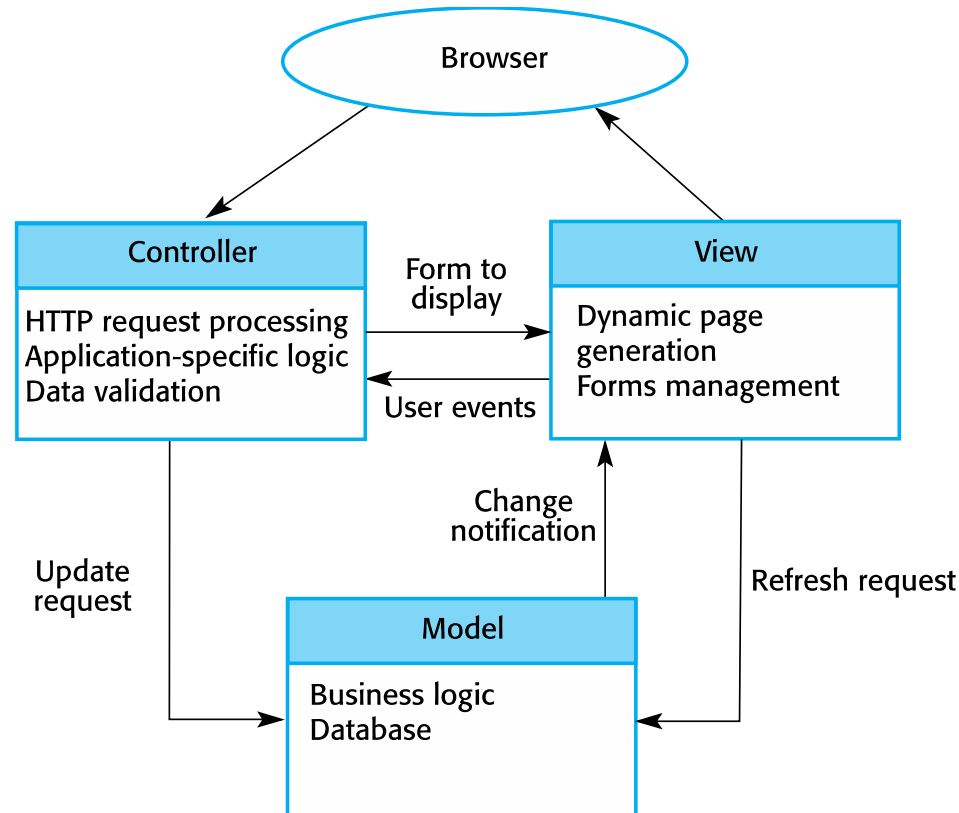 Browser
Controller
HTTP request processing
Application-specific logic
Data validation
Form to
display
User events
View
Dynamic page
generation
Forms management
Update
request
Change
notification
Refresh request
Model
Business logic
Database